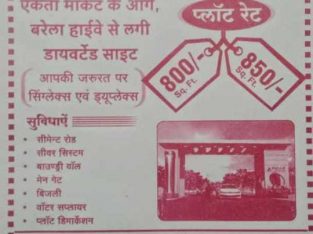 एकता मार्केट के आगे,
बरेला हाईवे से लगी
डायवर्टेड साइट
(आपकी जरुरत पर
सिंग्लेक्स एवं ड्यूप्लेक्स)
प्लॉट रेट
800/-
Sq. Ft.
850/-
Sq. Ft.
सुविधाऐं
• सीमेन्ट रोड
• सीवर सिस्टम
• बाउण्ड्री वॉल
• मेन गेट
• बिजली
• वॉटर सप्लायर
• प्लॉट डिमार्केशन